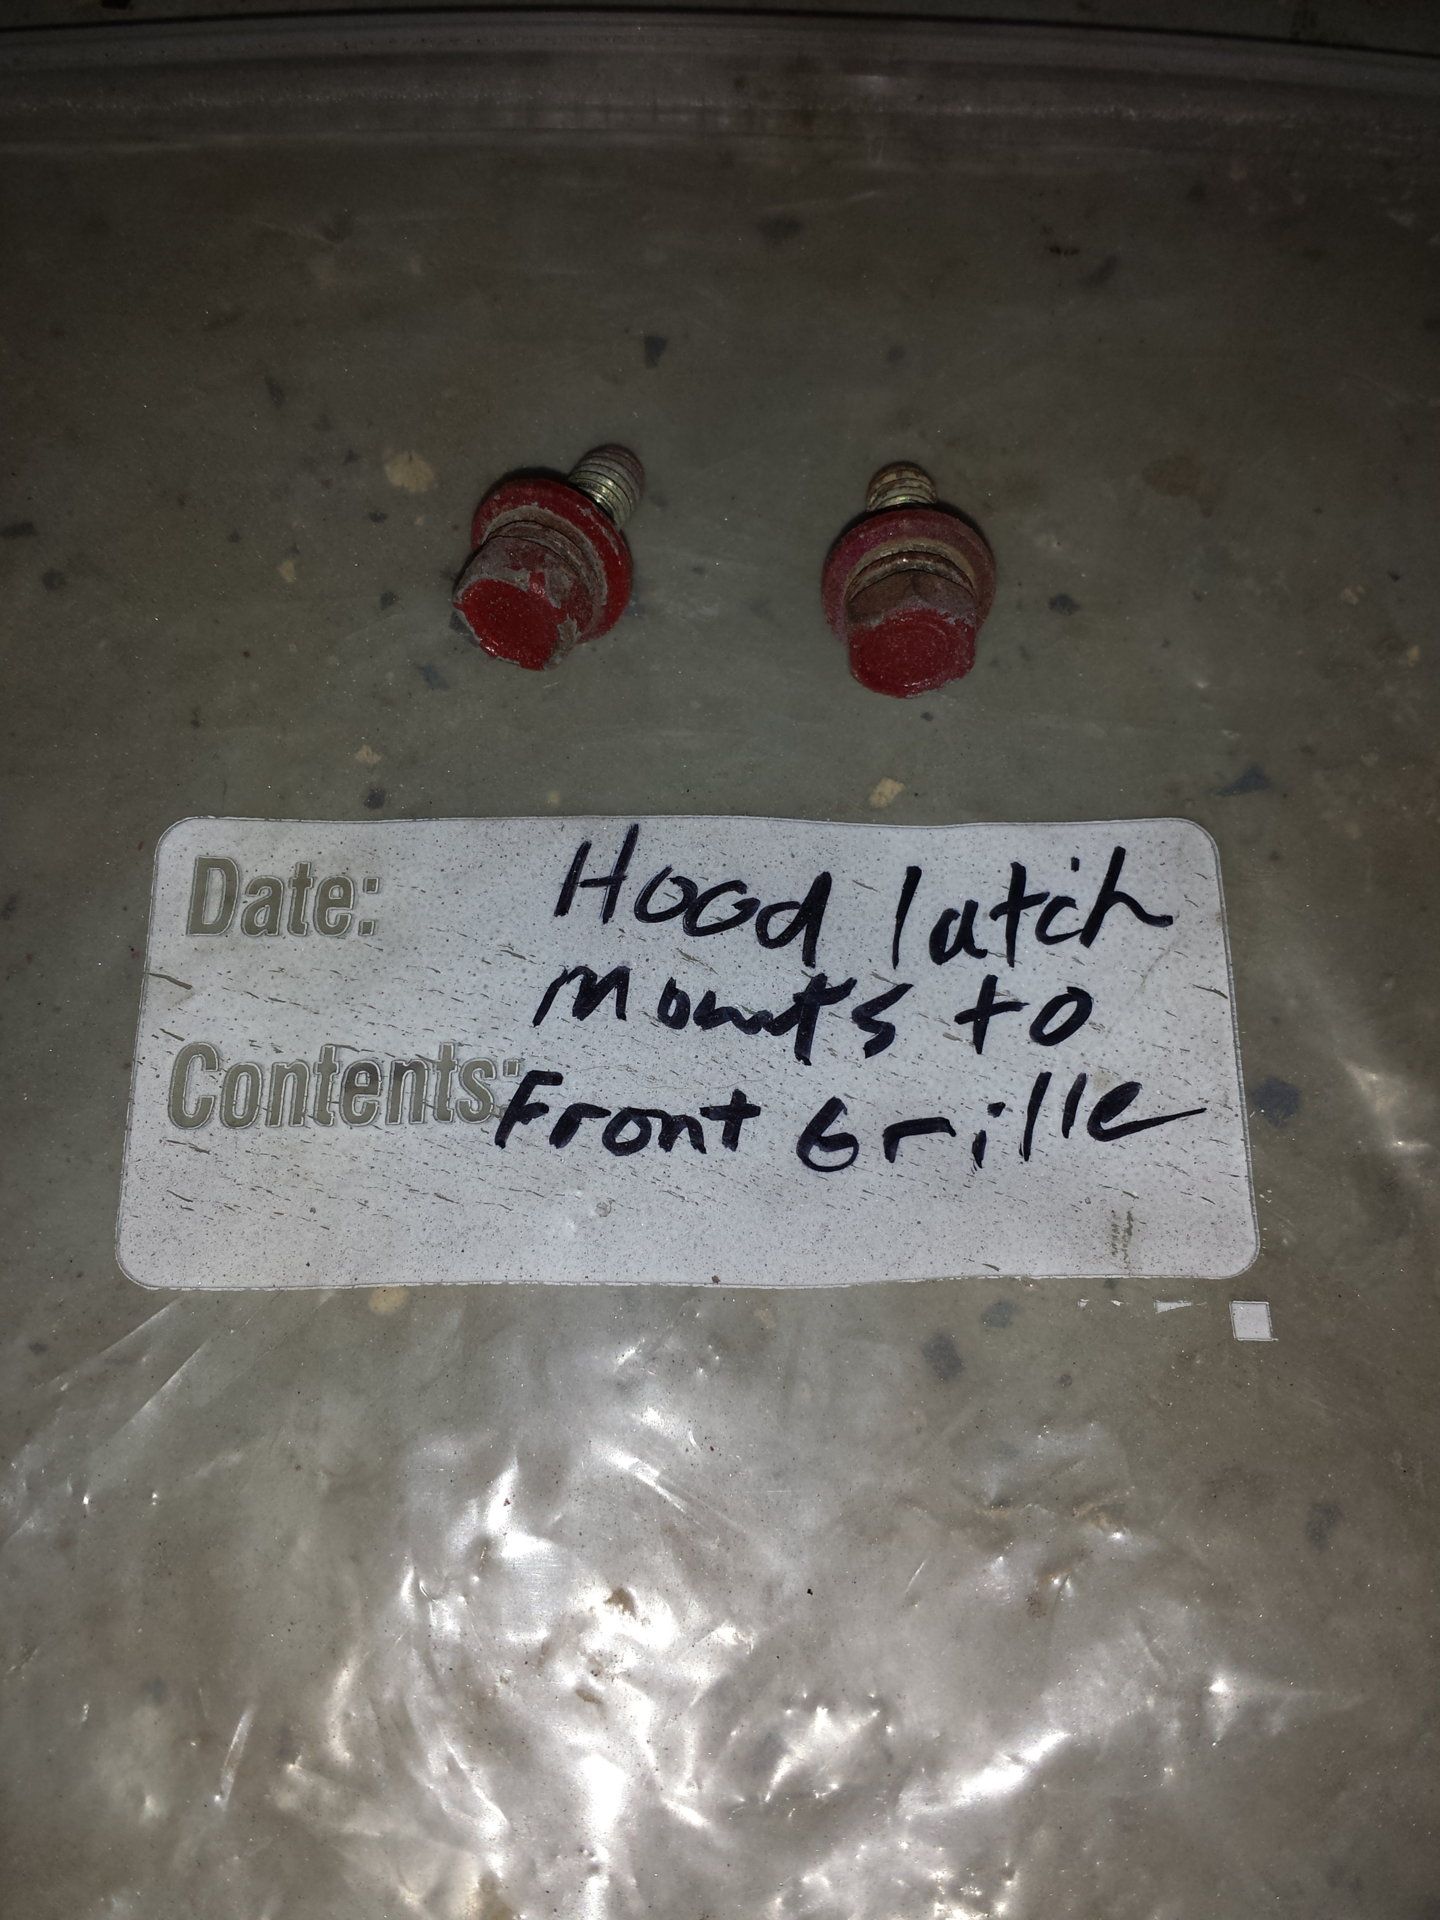 Date: Hood latch
Mounts to
Contents: Front Grille